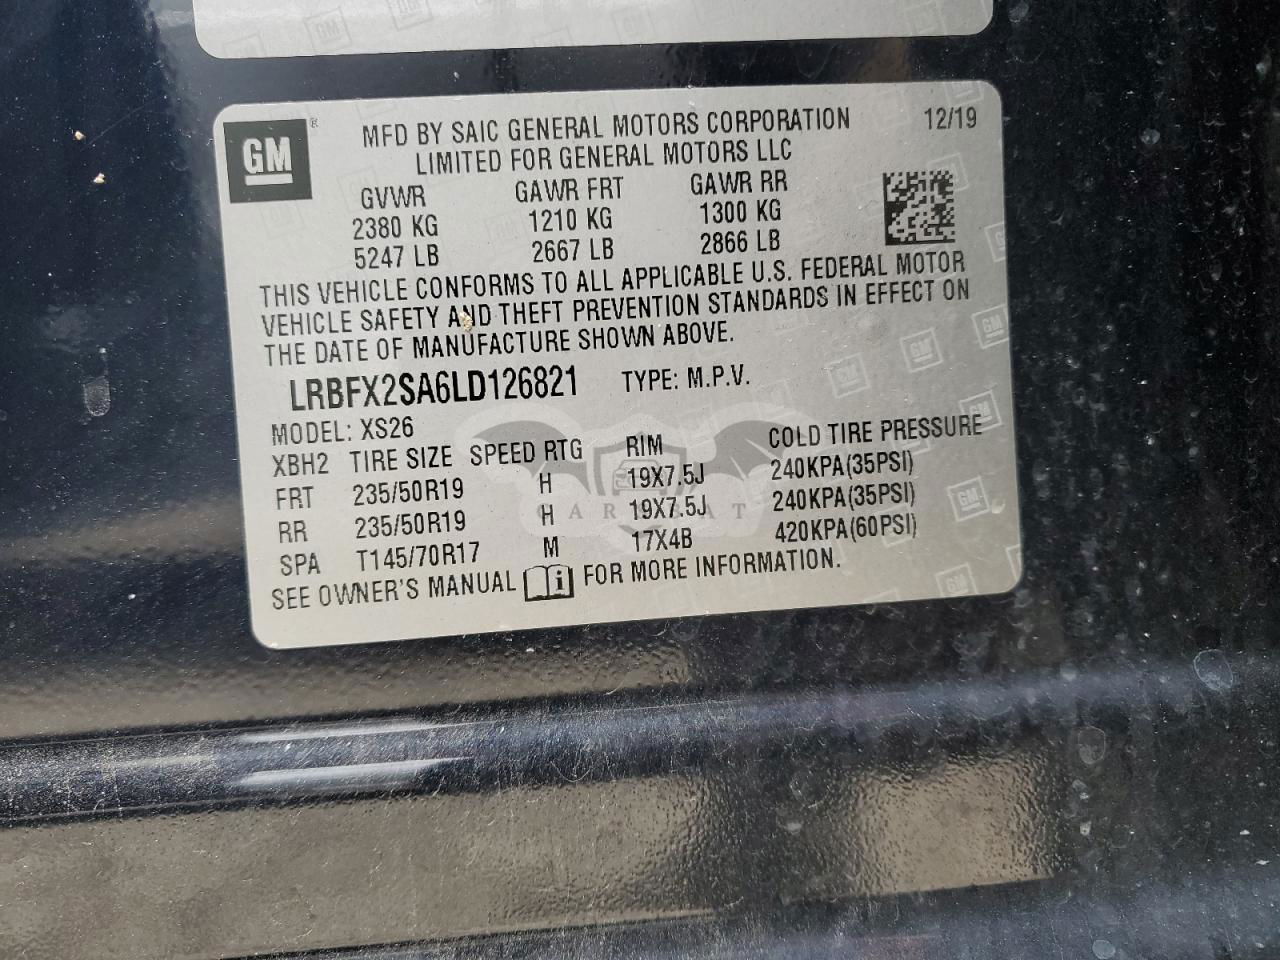 GM ®
MFD BY SAIC GENERAL MOTORS CORPORATION 12/19
LIMITED FOR GENERAL MOTORS LLC
GVWR GAWR FRT GAWR RR
2380 KG 1210 KG 1300 KG
5247 LB 2667 LB 2866 LB
THIS VEHICLE CONFORMS TO ALL APPLICABLE U.S. FEDERAL MOTOR
VEHICLE SAFETY AND THEFT PREVENTION STANDARDS IN EFFECT ON
THE DATE OF MANUFACTURE SHOWN ABOVE.
LRBFX2SA6LD126821 TYPE: M.P.V.
MODEL: XS26
XBH2 TIRE SIZE SPEED RTG RIM COLD TIRE PRESSURE
FRT 235/50R19 H 19X7.5J 240KPA(35PSI)
RR 235/50R19 H 19X7.5J 240KPA(35PSI)
SPA T145/70R17 M 17X4B 420KPA(60PSI)
SEE OWNER'S MANUAL i FOR MORE INFORMATION.